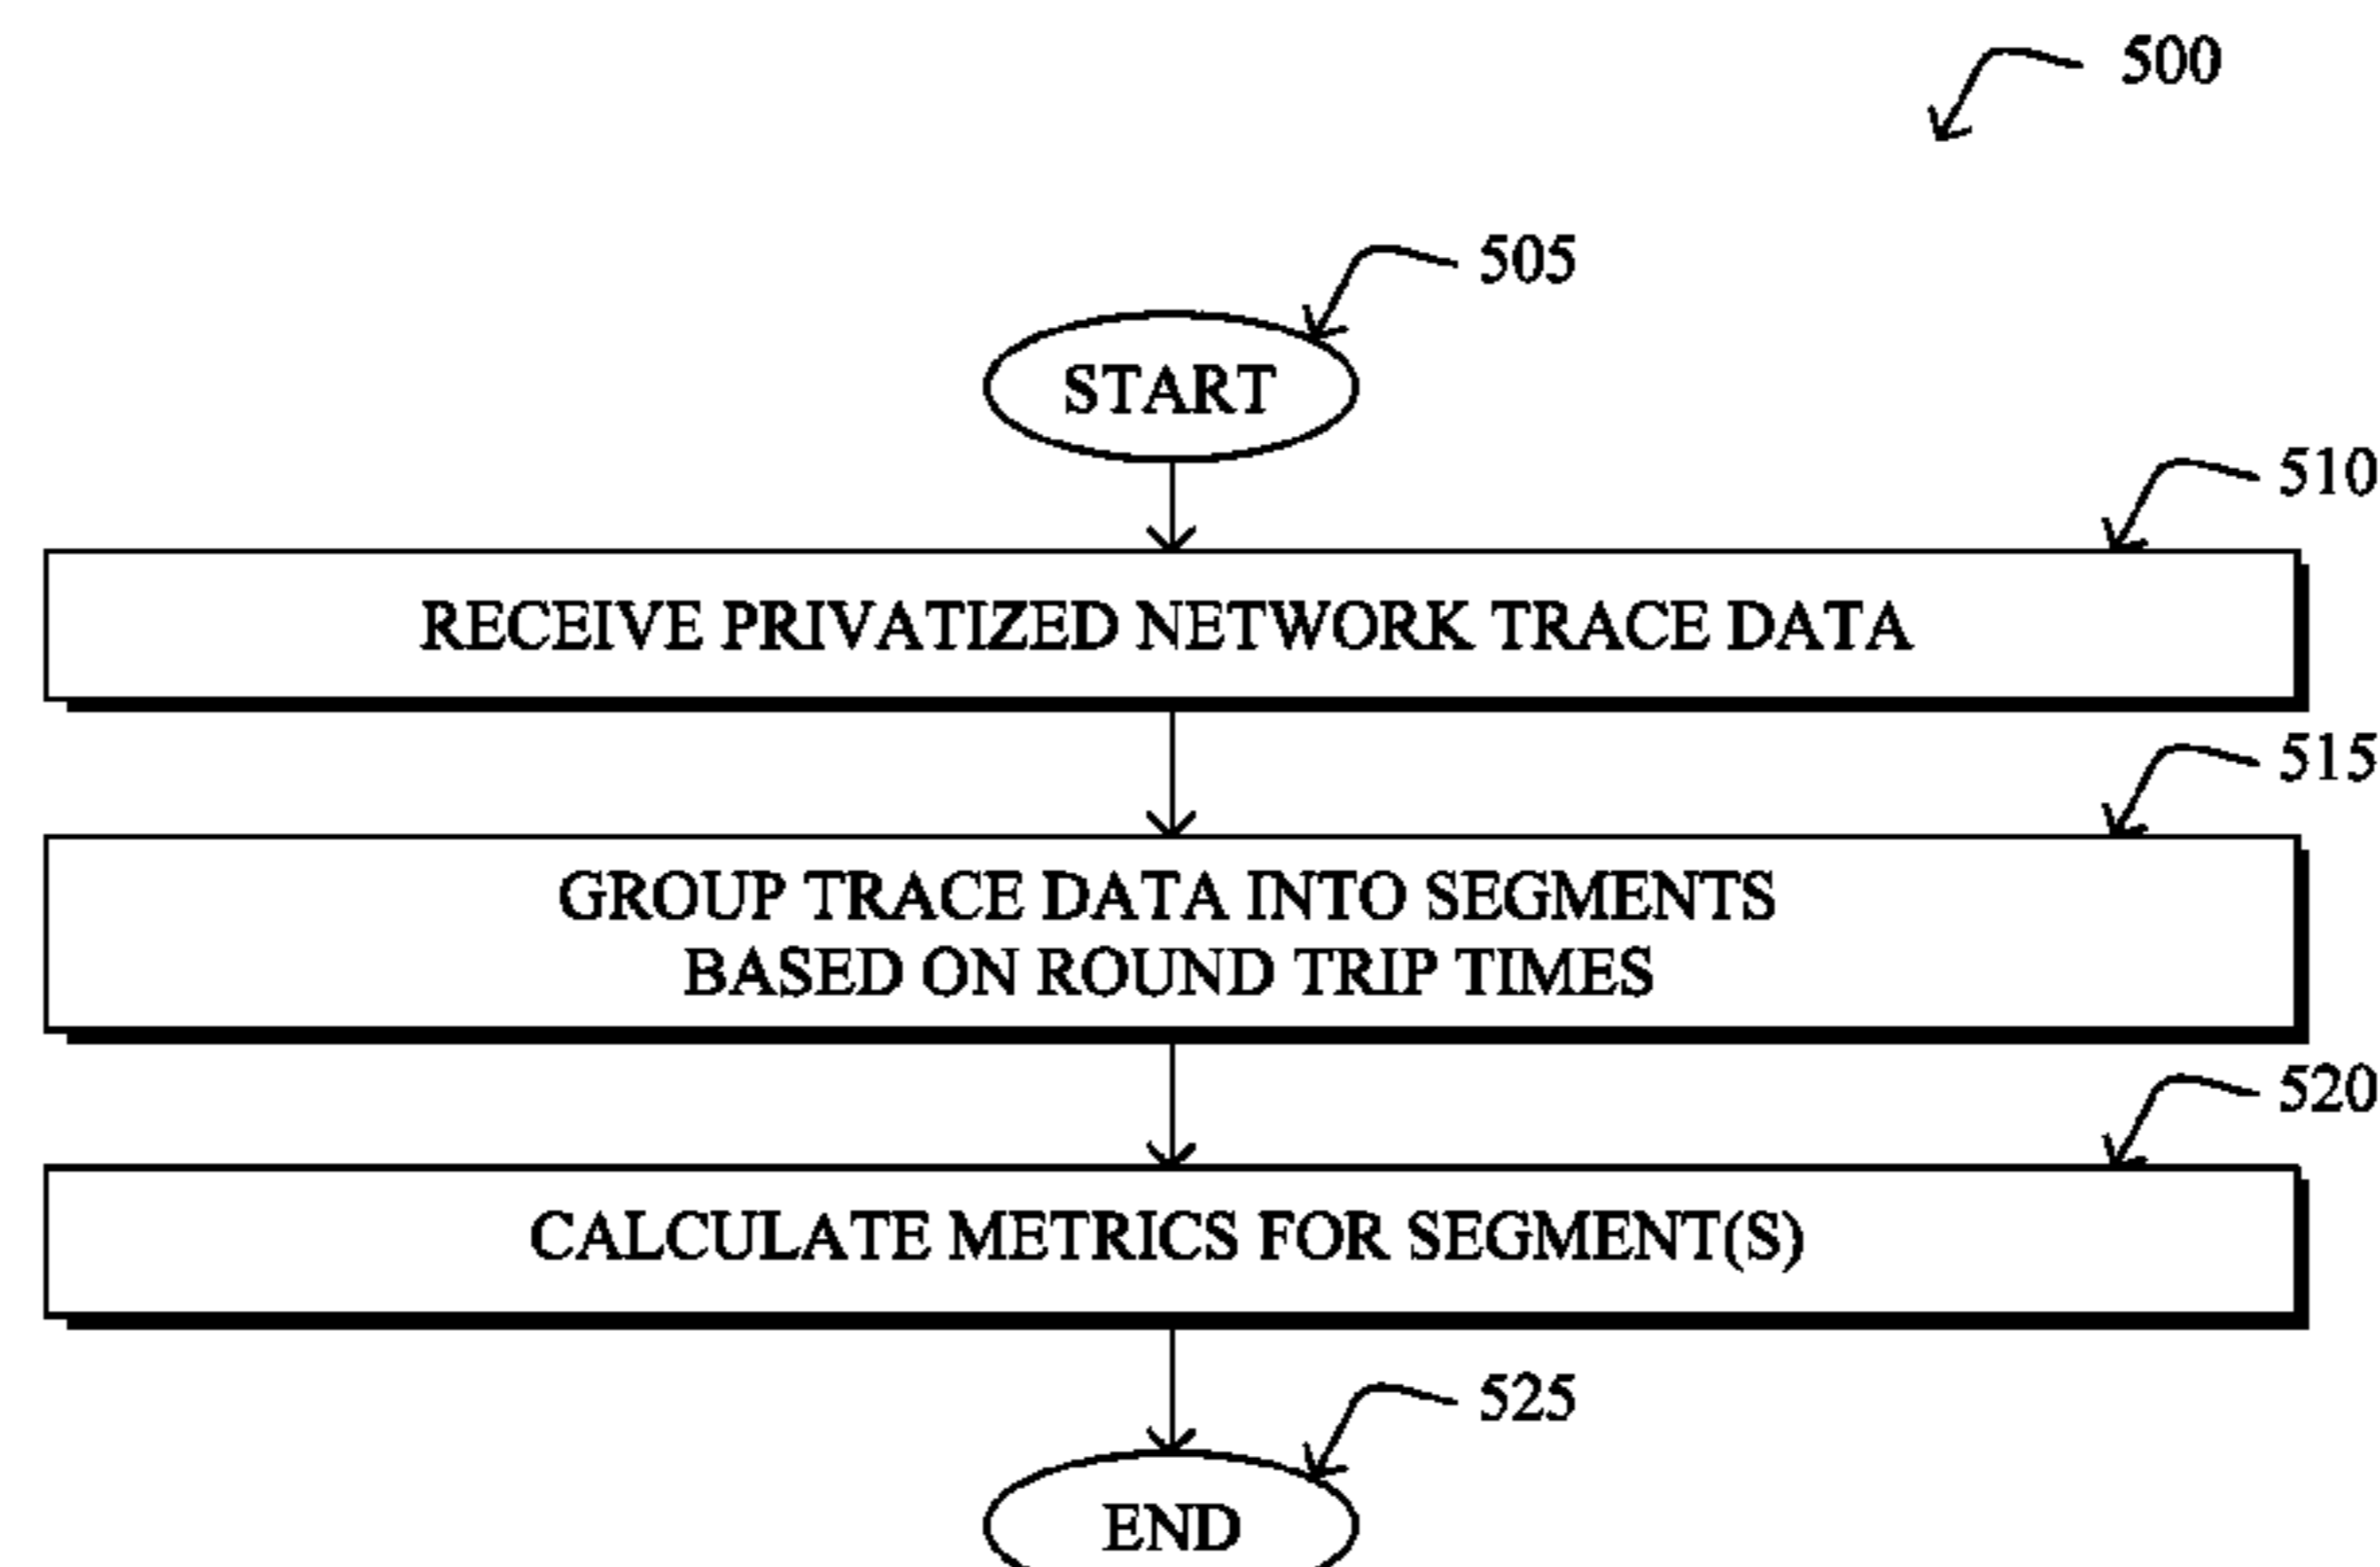 500
505
START
510
RECEIVE PRIVATIZED NETWORK TRACE DATA
515
GROUP TRACE DATA INTO SEGMENTS
BASED ON ROUND TRIP TIMES
520
CALCULATE METRICS FOR SEGMENT(S)
525
END